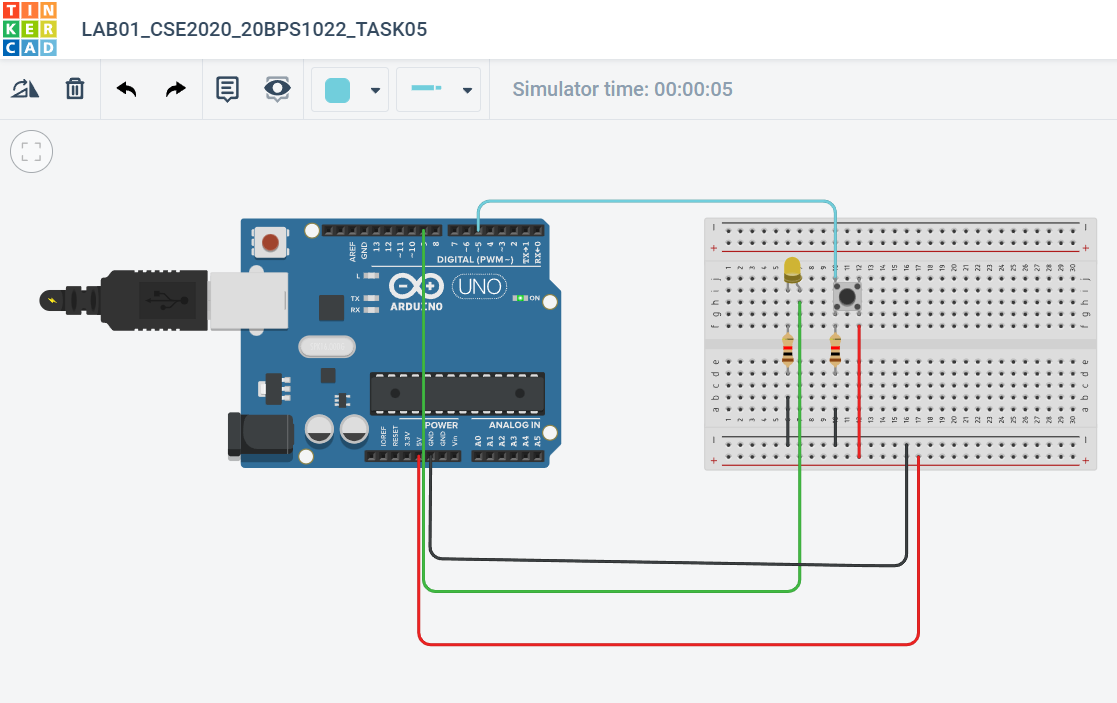 TIN
KER
CAD
LAB01_CSE2020_20BPS1022_TASK05
Simulator time: 00:00:05
AREF
GND
13
12
~11
~10
8
7
~6
~5
4
~3
2
TX→1
RX←0
DIGITAL (PWM~)
L
TX
RX
ARDUINO
UNO
ON
IOREF
RESET
3.3V
5V
GND
GND
Vin
POWER
ANALOG IN
A0
A1
A2
A3
A4
A5
j
i
h
g
f
e
d
c
b
a